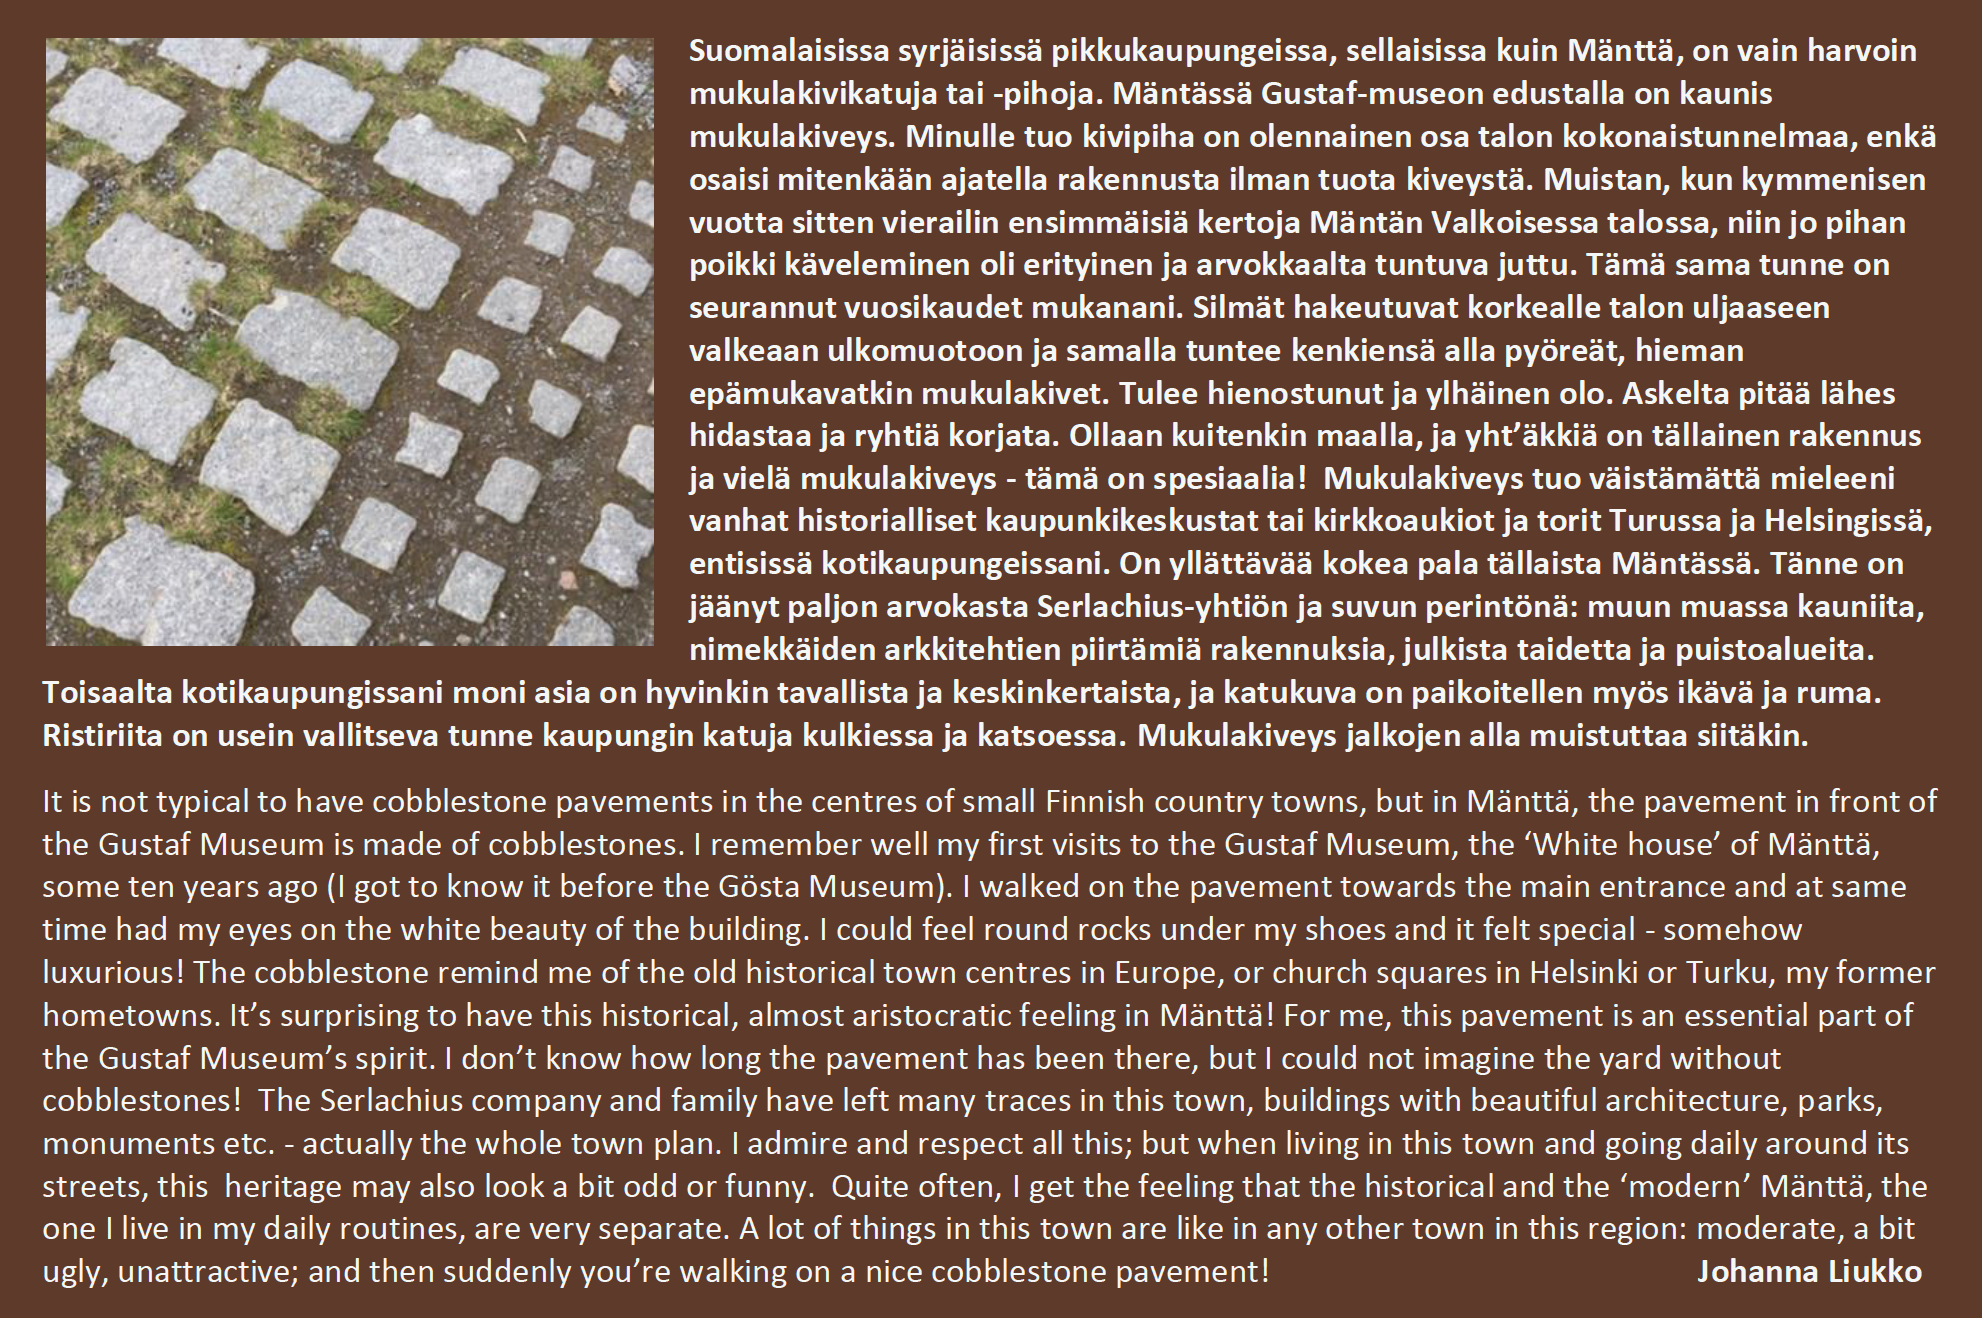 Suomalaisissa syrjäisissä pikkukaupungeissa, sellaisissa kuin Mänttä, on vain harvoin
mukulakivikatuja tai -pihoja. Mäntässä Gustaf-museon edustalla on kaunis
mukulakiveys. Minulle tuo kivipiha on olennainen osa talon kokonaistunnelmaa, enkä
osaisi mitenkään ajatella rakennusta ilman tuota kiveystä. Muistan, kun kymmenisen
vuotta sitten vierailin ensimmäisiä kertoja Mäntän Valkoisessa talossa, niin jo pihan
poikki käveleminen oli erityinen ja arvokkaalta tuntuva juttu. Tämä sama tunne on
seurannut vuosikaudet mukanani. Silmät hakeutuvat korkealle talon uljaaseen
valkeaan ulkomuotoon ja samalla tuntee kenkiensä alla pyöreät, hieman
epämukavatkin mukulakivet. Tulee hienostunut ja ylhäinen olo. Askelta pitää lähes
hidastaa ja ryhtiä korjata. Ollaan kuitenkin maalla, ja yht’äkkiä on tällainen rakennus
ja vielä mukulakiveys - tämä on spesiaalia!  Mukulakiveys tuo väistämättä mieleeni
vanhat historialliset kaupunkikeskustat tai kirkkoaukiot ja torit Turussa ja Helsingissä,
entisissä kotikaupungeissani. On yllättävää kokea pala tällaista Mäntässä. Tänne on
jäänyt paljon arvokasta Serlachius-yhtiön ja suvun perintönä: muun muassa kauniita,
nimekkäiden arkkitehtien piirtämiä rakennuksia, julkista taidetta ja puistoalueita.
Toisaalta kotikaupungissani moni asia on hyvinkin tavallista ja keskinkertaista, ja katukuva on paikoitellen myös ikävä ja ruma.
Ristiriita on usein vallitseva tunne kaupungin katuja kulkiessa ja katsoessa. Mukulakiveys jalkojen alla muistuttaa siitäkin.
It is not typical to have cobblestone pavements in the centres of small Finnish country towns, but in Mänttä, the pavement in front of
the Gustaf Museum is made of cobblestones. I remember well my first visits to the Gustaf Museum, the ‘White house’ of Mänttä,
some ten years ago (I got to know it before the Gösta Museum). I walked on the pavement towards the main entrance and at same
time had my eyes on the white beauty of the building. I could feel round rocks under my shoes and it felt special - somehow
luxurious! The cobblestone remind me of the old historical town centres in Europe, or church squares in Helsinki or Turku, my former
hometowns. It’s surprising to have this historical, almost aristocratic feeling in Mänttä! For me, this pavement is an essential part of
the Gustaf Museum’s spirit. I don’t know how long the pavement has been there, but I could not imagine the yard without
cobblestones!  The Serlachius company and family have left many traces in this town, buildings with beautiful architecture, parks,
monuments etc. - actually the whole town plan. I admire and respect all this; but when living in this town and going daily around its
streets, this  heritage may also look a bit odd or funny.  Quite often, I get the feeling that the historical and the ‘modern’ Mänttä, the
one I live in my daily routines, are very separate. A lot of things in this town are like in any other town in this region: moderate, a bit
ugly, unattractive; and then suddenly you’re walking on a nice cobblestone pavement! Johanna Liukko